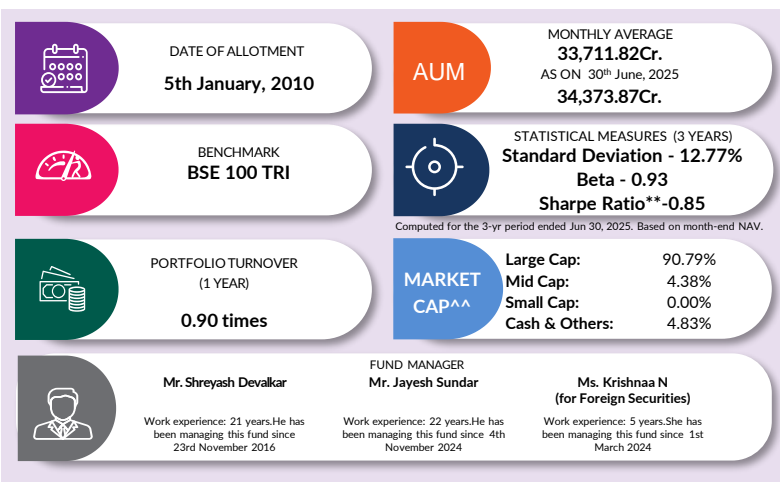 DATE OF ALLOTMENT
5th January, 2010
AUM
MONTHLY AVERAGE
33,711.82Cr.
AS ON 30th June, 2025
34,373.87Cr.
BENCHMARK
BSE 100 TRI
STATISTICAL MEASURES (3 YEARS)
Standard Deviation - 12.77%
Beta - 0.93
Sharpe Ratio**-0.85
Computed for the 3-yr period ended Jun 30, 2025. Based on month-end NAV.
PORTFOLIO TURNOVER
(1 YEAR)
0.90 times
MARKET
CAP^^
Large Cap: 90.79%
Mid Cap: 4.38%
Small Cap: 0.00%
Cash & Others: 4.83%
FUND MANAGER
Mr. Shreyash Devalkar
Work experience: 21 years.He has
been managing this fund since
23rd November 2016
Mr. Jayesh Sundar
Work experience: 22 years.He has
been managing this fund since 4th
November 2024
Ms. Krishnaa N
(for Foreign Securities)
Work experience: 5 years.She has
been managing this fund since 1st
March 2024